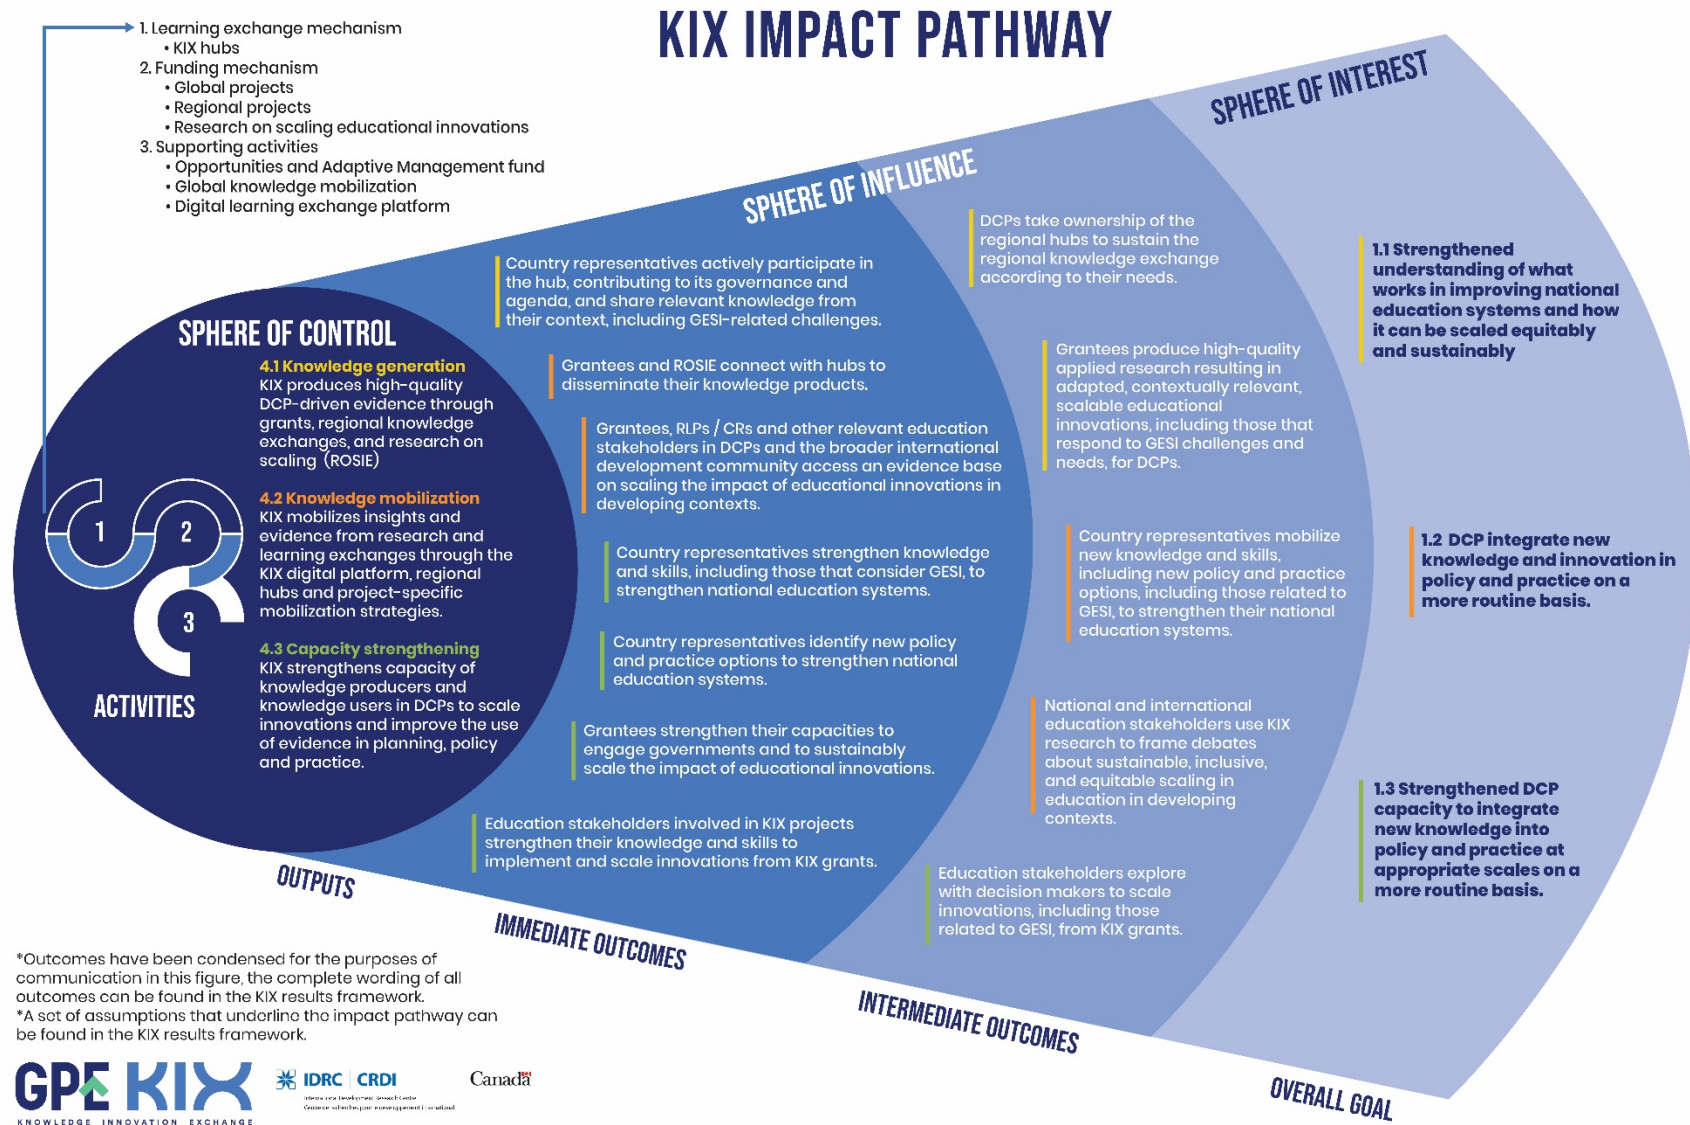 KIX IMPACT PATHWAY
1. Learning exchange mechanism
• KIX hubs
2. Funding mechanism
• Global projects
• Regional projects
• Research on scaling educational innovations
3. Supporting activities
• Opportunities and Adaptive Management fund
• Global knowledge mobilization
• Digital learning exchange platform
SPHERE OF CONTROL
4.1 Knowledge generation
KIX produces high-quality
DCP-driven evidence through
grants, regional knowledge
exchanges, and research on
scaling (ROSIE)
4.2 Knowledge mobilization
KIX mobilizes insights and
evidence from research and
learning exchanges through the
KIX digital platform, regional
hubs and project-specific
mobilization strategies.
4.3 Capacity strengthening
KIX strengthens capacity of
knowledge producers and
knowledge users in DCPs to scale
innovations and improve the use
of evidence in planning, policy
and practice.
1
2
3
ACTIVITIES
OUTPUTS
SPHERE OF INFLUENCE
Country representatives actively participate in
the hub, contributing to its governance and
agenda, and share relevant knowledge from
their context, including GESI-related challenges.
Grantees and ROSIE connect with hubs to
disseminate their knowledge products.
Grantees, RLPs / CRs and other relevant education
stakeholders in DCPs and the broader international
development community access an evidence base
on scaling the impact of educational innovations in
developing contexts.
Country representatives strengthen knowledge
and skills, including those that consider GESI, to
strengthen national education systems.
Country representatives identify new policy
and practice options to strengthen national
education systems.
Grantees strengthen their capacities to
engage governments and to sustainably
scale the impact of educational innovations.
Education stakeholders involved in KIX projects
strengthen their knowledge and skills to
implement and scale innovations from KIX grants.
IMMEDIATE OUTCOMES
DCPs take ownership of the
regional hubs to sustain the
regional knowledge exchange
according to their needs.
Grantees produce high-quality
applied research resulting in
adapted, contextually relevant,
scalable educational
innovations, including those that
respond to GESI challenges and
needs, for DCPs.
Country representatives mobilize
new knowledge and skills,
including new policy and practice
options, including those related to
GESI, to strengthen their national
education systems.
National and international
education stakeholders use KIX
research to frame debates
about sustainable, inclusive,
and equitable scaling in
education in developing
contexts.
Education stakeholders explore
with decision makers to scale
innovations, including those
related to GESI, from KIX grants.
INTERMEDIATE OUTCOMES
SPHERE OF INTEREST
1.1 Strengthened
understanding of what
works in improving national
education systems and how
it can be scaled equitably
and sustainably
1.2 DCP integrate new
knowledge and innovation in
policy and practice on a
more routine basis.
1.3 Strengthened DCP
capacity to integrate
new knowledge into
policy and practice at
appropriate scales on a
more routine basis.
OVERALL GOAL
*Outcomes have been condensed for the purposes of
communication in this figure, the complete wording of all
outcomes can be found in the KIX results framework.
*A set of assumptions that underline the impact pathway can
be found in the KIX results framework.
GPE KIX
KNOWLEDGE INNOVATION EXCHANGE
IDRC | CRDI
International Development Research Centre
Centre de recherches pour le développement international
Canada